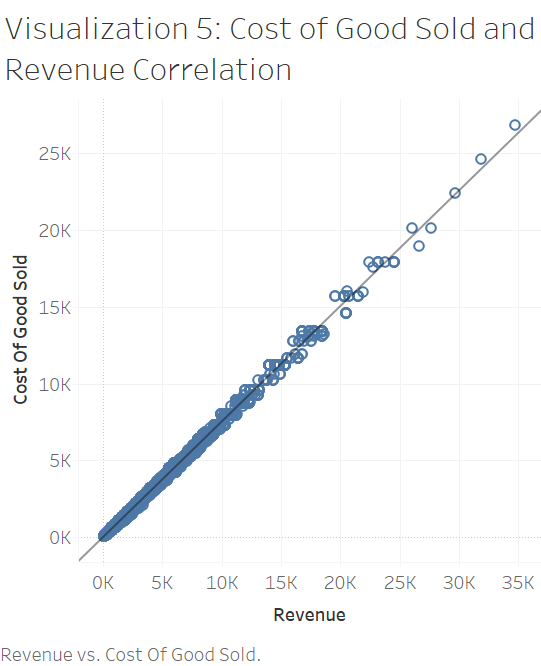 Visualization 5: Cost of Good Sold and
Revenue Correlation
25K
20K
15K
10K
5K
0K
Cost Of Good Sold
0K 5K 10K 15K 20K 25K 30K 35K
Revenue
Revenue vs. Cost Of Good Sold.